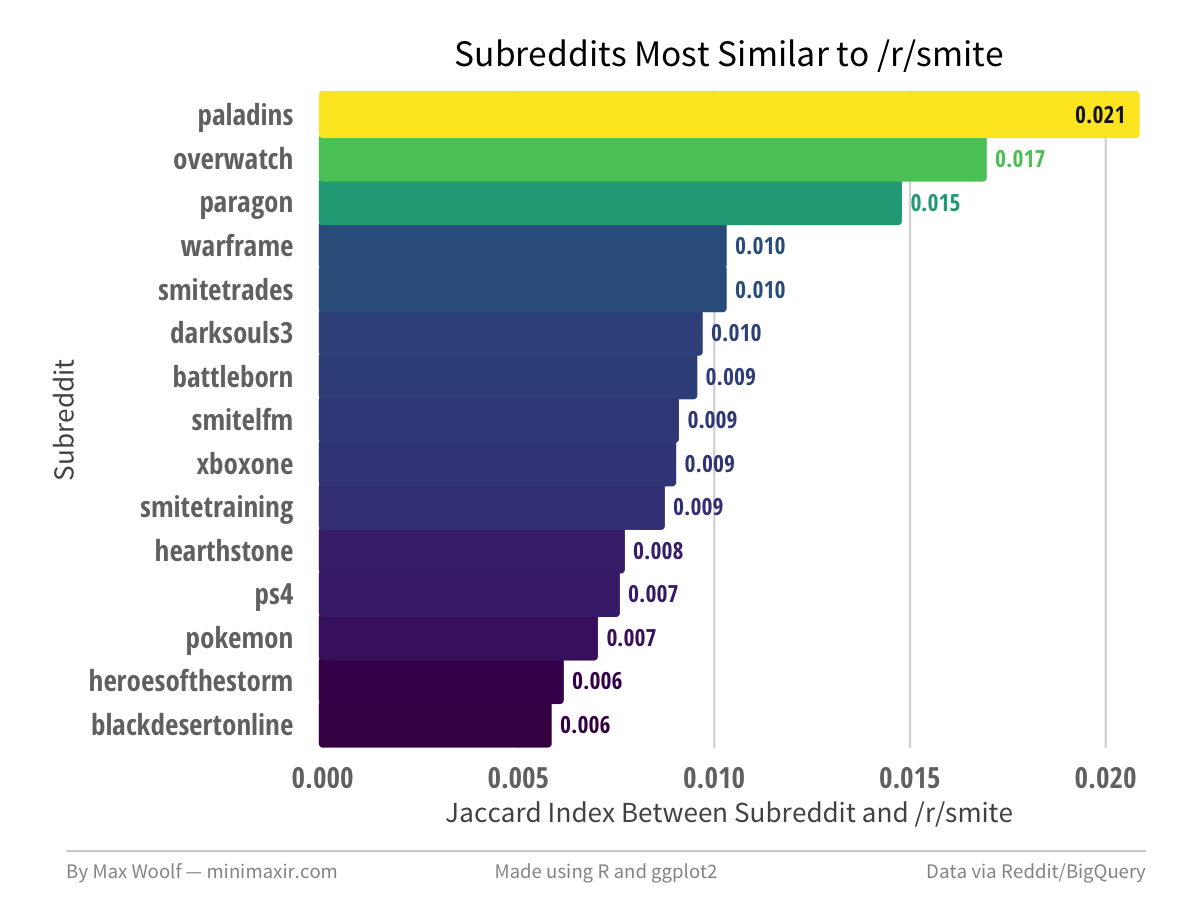 Subreddits Most Similar to /r/smite
paladins 0.021
overwatch 0.017
paragon 0.015
warframe 0.010
smitetrades 0.010
darksouls3 0.010
battleborn 0.009
smitelfm 0.009
xboxone 0.009
smitetraining 0.009
hearthstone 0.008
ps4 0.007
pokemon 0.007
heroesofthestorm 0.006
blackdesertonline 0.006
Subreddit
0.000 0.005 0.010 0.015 0.020
Jaccard Index Between Subreddit and /r/smite
By Max Woolf — minimaxir.com Made using R and ggplot2 Data via Reddit/BigQuery